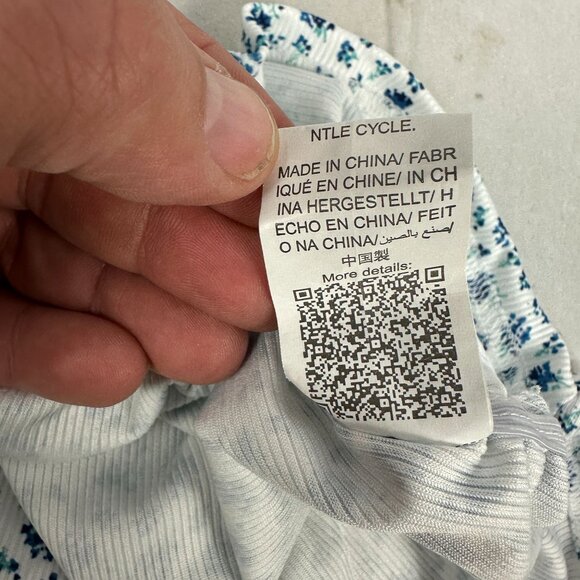 NTLE CYCLE.
MADE IN CHINA/ FABR
IQUÉ EN CHINE/ IN CH
INA HERGESTELLT/ H
ECHO EN CHINA/ FEIT
O NA CHINA/صنع بالصين/
中国製
More details: